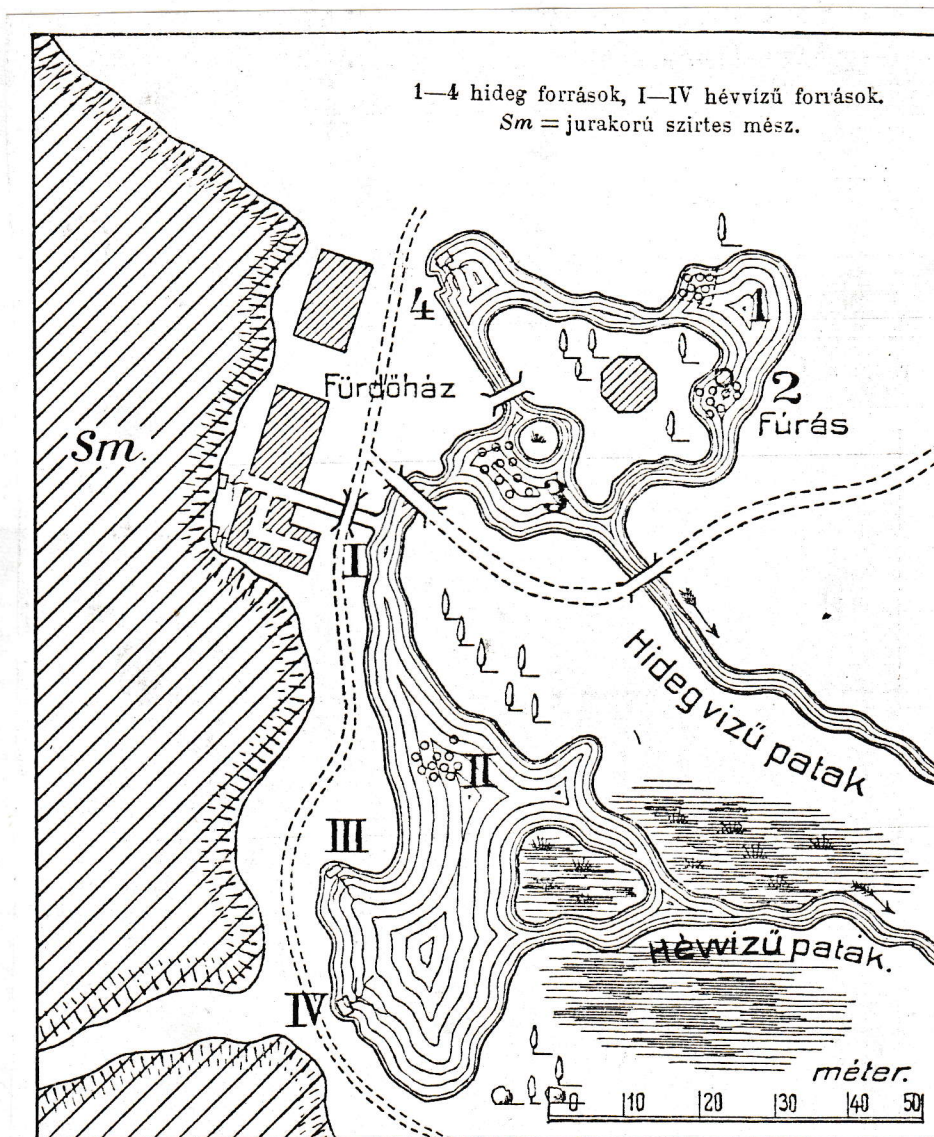 1—4 hideg források, I—IV hévvízű források.
Sm = jurakorú szirtes mész.
4
1
Fürdőház
2
Fúrás
Sm.
3
I
Hidegvizű patak
II
III
Hévvizű patak.
IV
méter.
0 10 20 30 40 50